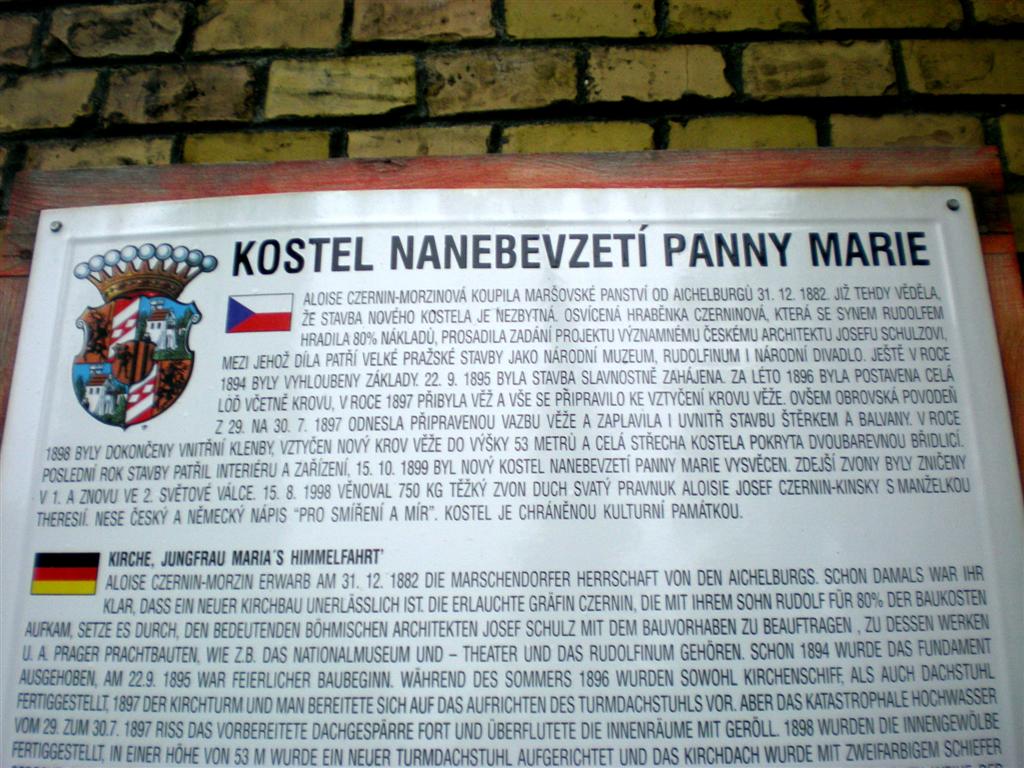 KOSTEL NANEBEVZETÍ PANNY MARIE
ALOISE CZERNIN-MORZINOVÁ KOUPILA MARŠOVSKÉ PANSTVÍ OD AICHELBURGŮ 31. 12. 1882. JIŽ TEHDY VĚDĚLA,
ŽE STAVBA NOVÉHO KOSTELA JE NEZBYTNÁ. OSVÍCENÁ HRABĚNKA CZERNINOVÁ, KTERÁ SE SYNEM RUDOLFEM
HRADILA 80% NÁKLADŮ, PROSADILA ZADÁNÍ PROJEKTU VÝZNAMNÉMU ČESKÉMU ARCHITEKTU JOSEFU SCHULZOVI,
MEZI JEHOŽ DÍLA PATŘÍ VELKÉ PRAŽSKÉ STAVBY JAKO NÁRODNÍ MUZEUM, RUDOLFINUM I NÁRODNÍ DIVADLO. JEŠTĚ V ROCE
1894 BYLY VYHLOUBENY ZÁKLADY. 22. 9. 1895 BYLA STAVBA SLAVNOSTNĚ ZAHÁJENA. ZA LÉTO 1896 BYLA POSTAVENA CELÁ
LOĎ VČETNĚ KROVU, V ROCE 1897 PŘIBYLA VĚŽ A VŠE SE PŘIPRAVILO KE VZTYČENÍ KROVU VĚŽE. OVŠEM OBROVSKÁ POVODEŇ
Z 29. NA 30. 7. 1897 ODNESLA PŘIPRAVENOU VAZBU VĚŽE A ZAPLAVILA I UVNITŘ STAVBU ŠTĚRKEM A BALVANY. V ROCE
1898 BYLY DOKONČENY VNITŘNÍ KLENBY, VZTYČEN NOVÝ KROV VĚŽE DO VÝŠKY 53 METRŮ A CELÁ STŘECHA KOSTELA POKRYTA DVOUBAREVNOU BŘIDLICÍ.
POSLEDNÍ ROK STAVBY PATŘIL INTERIÉRU A ZAŘÍZENÍ, 15. 10. 1899 BYL NOVÝ KOSTEL NANEBEVZETÍ PANNY MARIE VYSVĚCEN. ZDEJŠÍ ZVONY BYLY ZNIČENY
V 1. A ZNOVU VE 2. SVĚTOVÉ VÁLCE. 15. 8. 1998 VĚNOVAL 750 KG TĚŽKÝ ZVON DUCH SVATÝ PRAVNUK ALOISIE JOSEF CZERNIN-KINSKY S MANŽELKOU
THERESIÍ. NESE ČESKÝ A NĚMECKÝ NÁPIS "PRO SMÍŘENÍ A MÍR". KOSTEL JE CHRÁNĚNOU KULTURNÍ PAMÁTKOU.
KIRCHE, JUNGFRAU MARIA´S HIMMELFAHRT'
ALOISE CZERNIN-MORZIN ERWARB AM 31. 12. 1882 DIE MARSCHENDORFER HERRSCHAFT VON DEN AICHELBURGS. SCHON DAMALS WAR IHR
KLAR, DASS EIN NEUER KIRCHBAU UNERLÄSSLICH IST. DIE ERLAUCHTE GRÄFIN CZERNIN, DIE MIT IHREM SOHN RUDOLF FÜR 80% DER BAUKOSTEN
AUFKAM, SETZE ES DURCH, DEN BEDEUTENDEN BÖHMISCHEN ARCHITEKTEN JOSEF SCHULZ MIT DEM BAUVORHABEN ZU BEAUFTRAGEN , ZU DESSEN WERKEN
U. A. PRAGER PRACHTBAUTEN, WIE Z.B. DAS NATIONALMUSEUM UND – THEATER UND DAS RUDOLFINUM GEHÖREN. SCHON 1894 WURDE DAS FUNDAMENT
AUSGEHOBEN, AM 22.9. 1895 WAR FEIERLICHER BAUBEGINN. WÄHREND DES SOMMERS 1896 WURDEN SOWOHL KIRCHENSCHIFF, ALS AUCH DACHSTUHL
FERTIGGESTELLT, 1897 DER KIRCHTURM UND MAN BEREITETE SICH AUF DAS AUFRICHTEN DES TURMDACHSTUHLS VOR. ABER DAS KATASTROPHALE HOCHWASSER
VOM 29. ZUM 30.7. 1897 RISS DAS VORBEREITETE DACHGESPÄRRE FORT UND ÜBERFLUTETE DIE INNENRÄUME MIT GERÖLL. 1898 WURDEN DIE INNENGEWÖLBE
FERTIGGESTELLT, IN EINER HÖHE VON 53 M WURDE EIN NEUER TURMDACHSTUHL AUFGERICHTET UND DAS KIRCHDACH WURDE MIT ZWEIFARBIGEM SCHIEFER